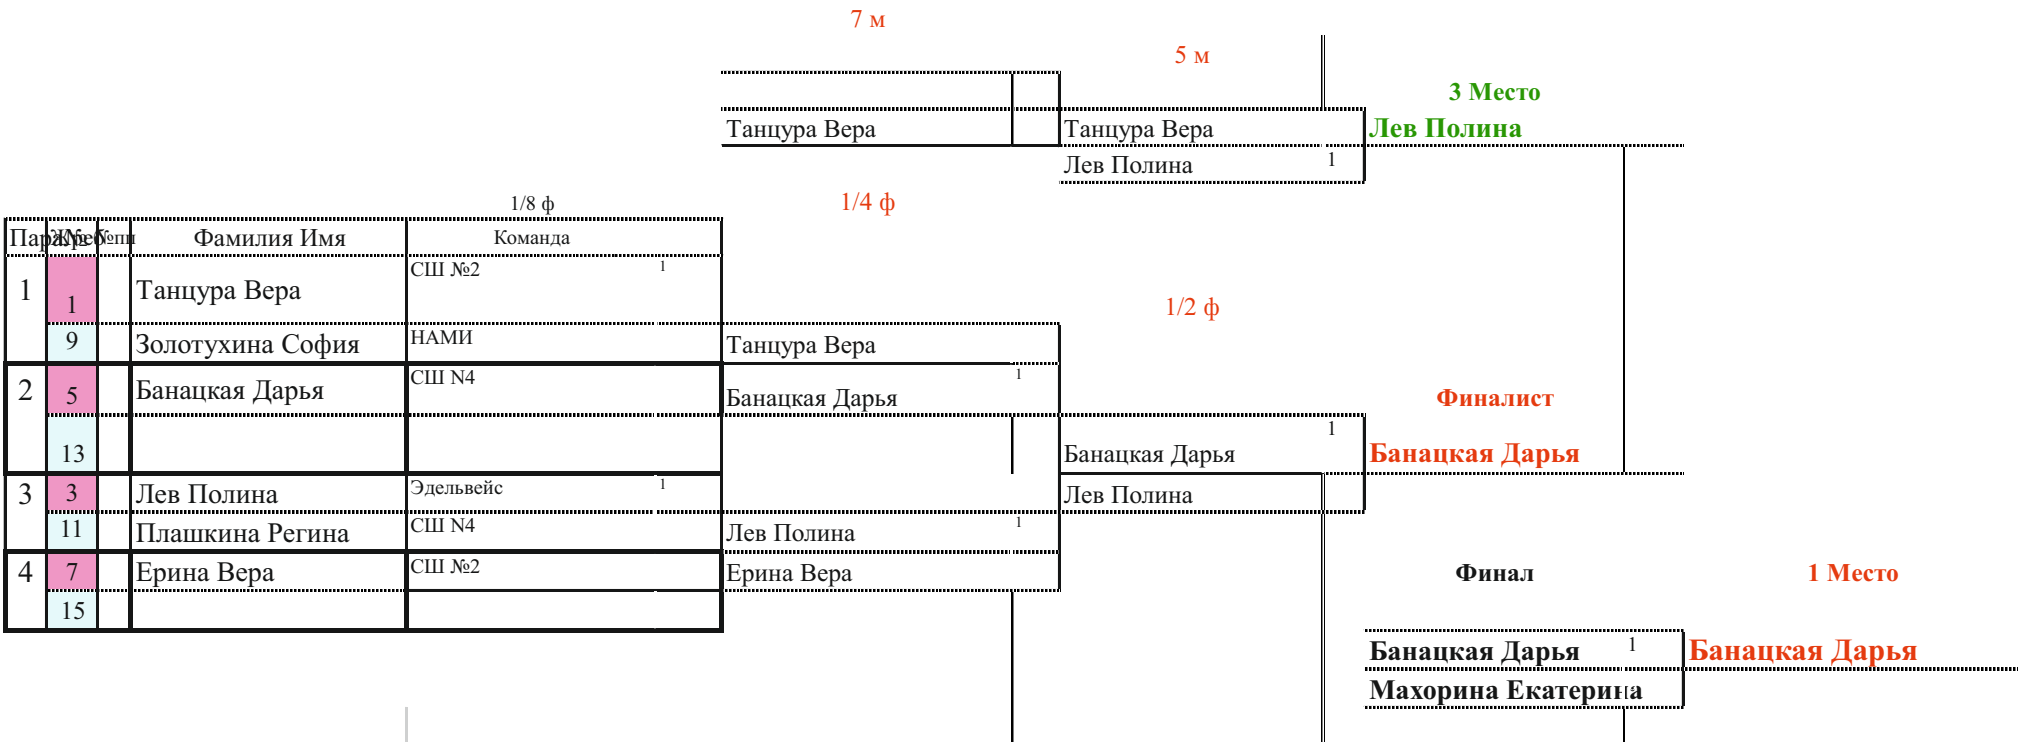 7 м
5 м
3 Место
Танцура Вера Танцура Вера Лев Полина
Лев Полина 1
1/8 ф 1/4 ф
Пара №пп Фамилия Имя Команда
1 1 Танцура Вера СШ №2 1
1/2 ф
9 Золотухина София НАМИ Танцура Вера
2 5 Банацкая Дарья СШ N4 Банацкая Дарья 1 Финалист
13 Банацкая Дарья 1 Банацкая Дарья
3 3 Лев Полина Эдельвейс 1 Лев Полина
11 Плашкина Регина СШ N4 Лев Полина 1
4 7 Ерина Вера СШ №2 Ерина Вера Финал 1 Место
15
Банацкая Дарья 1 Банацкая Дарья
Махорина Екатерина